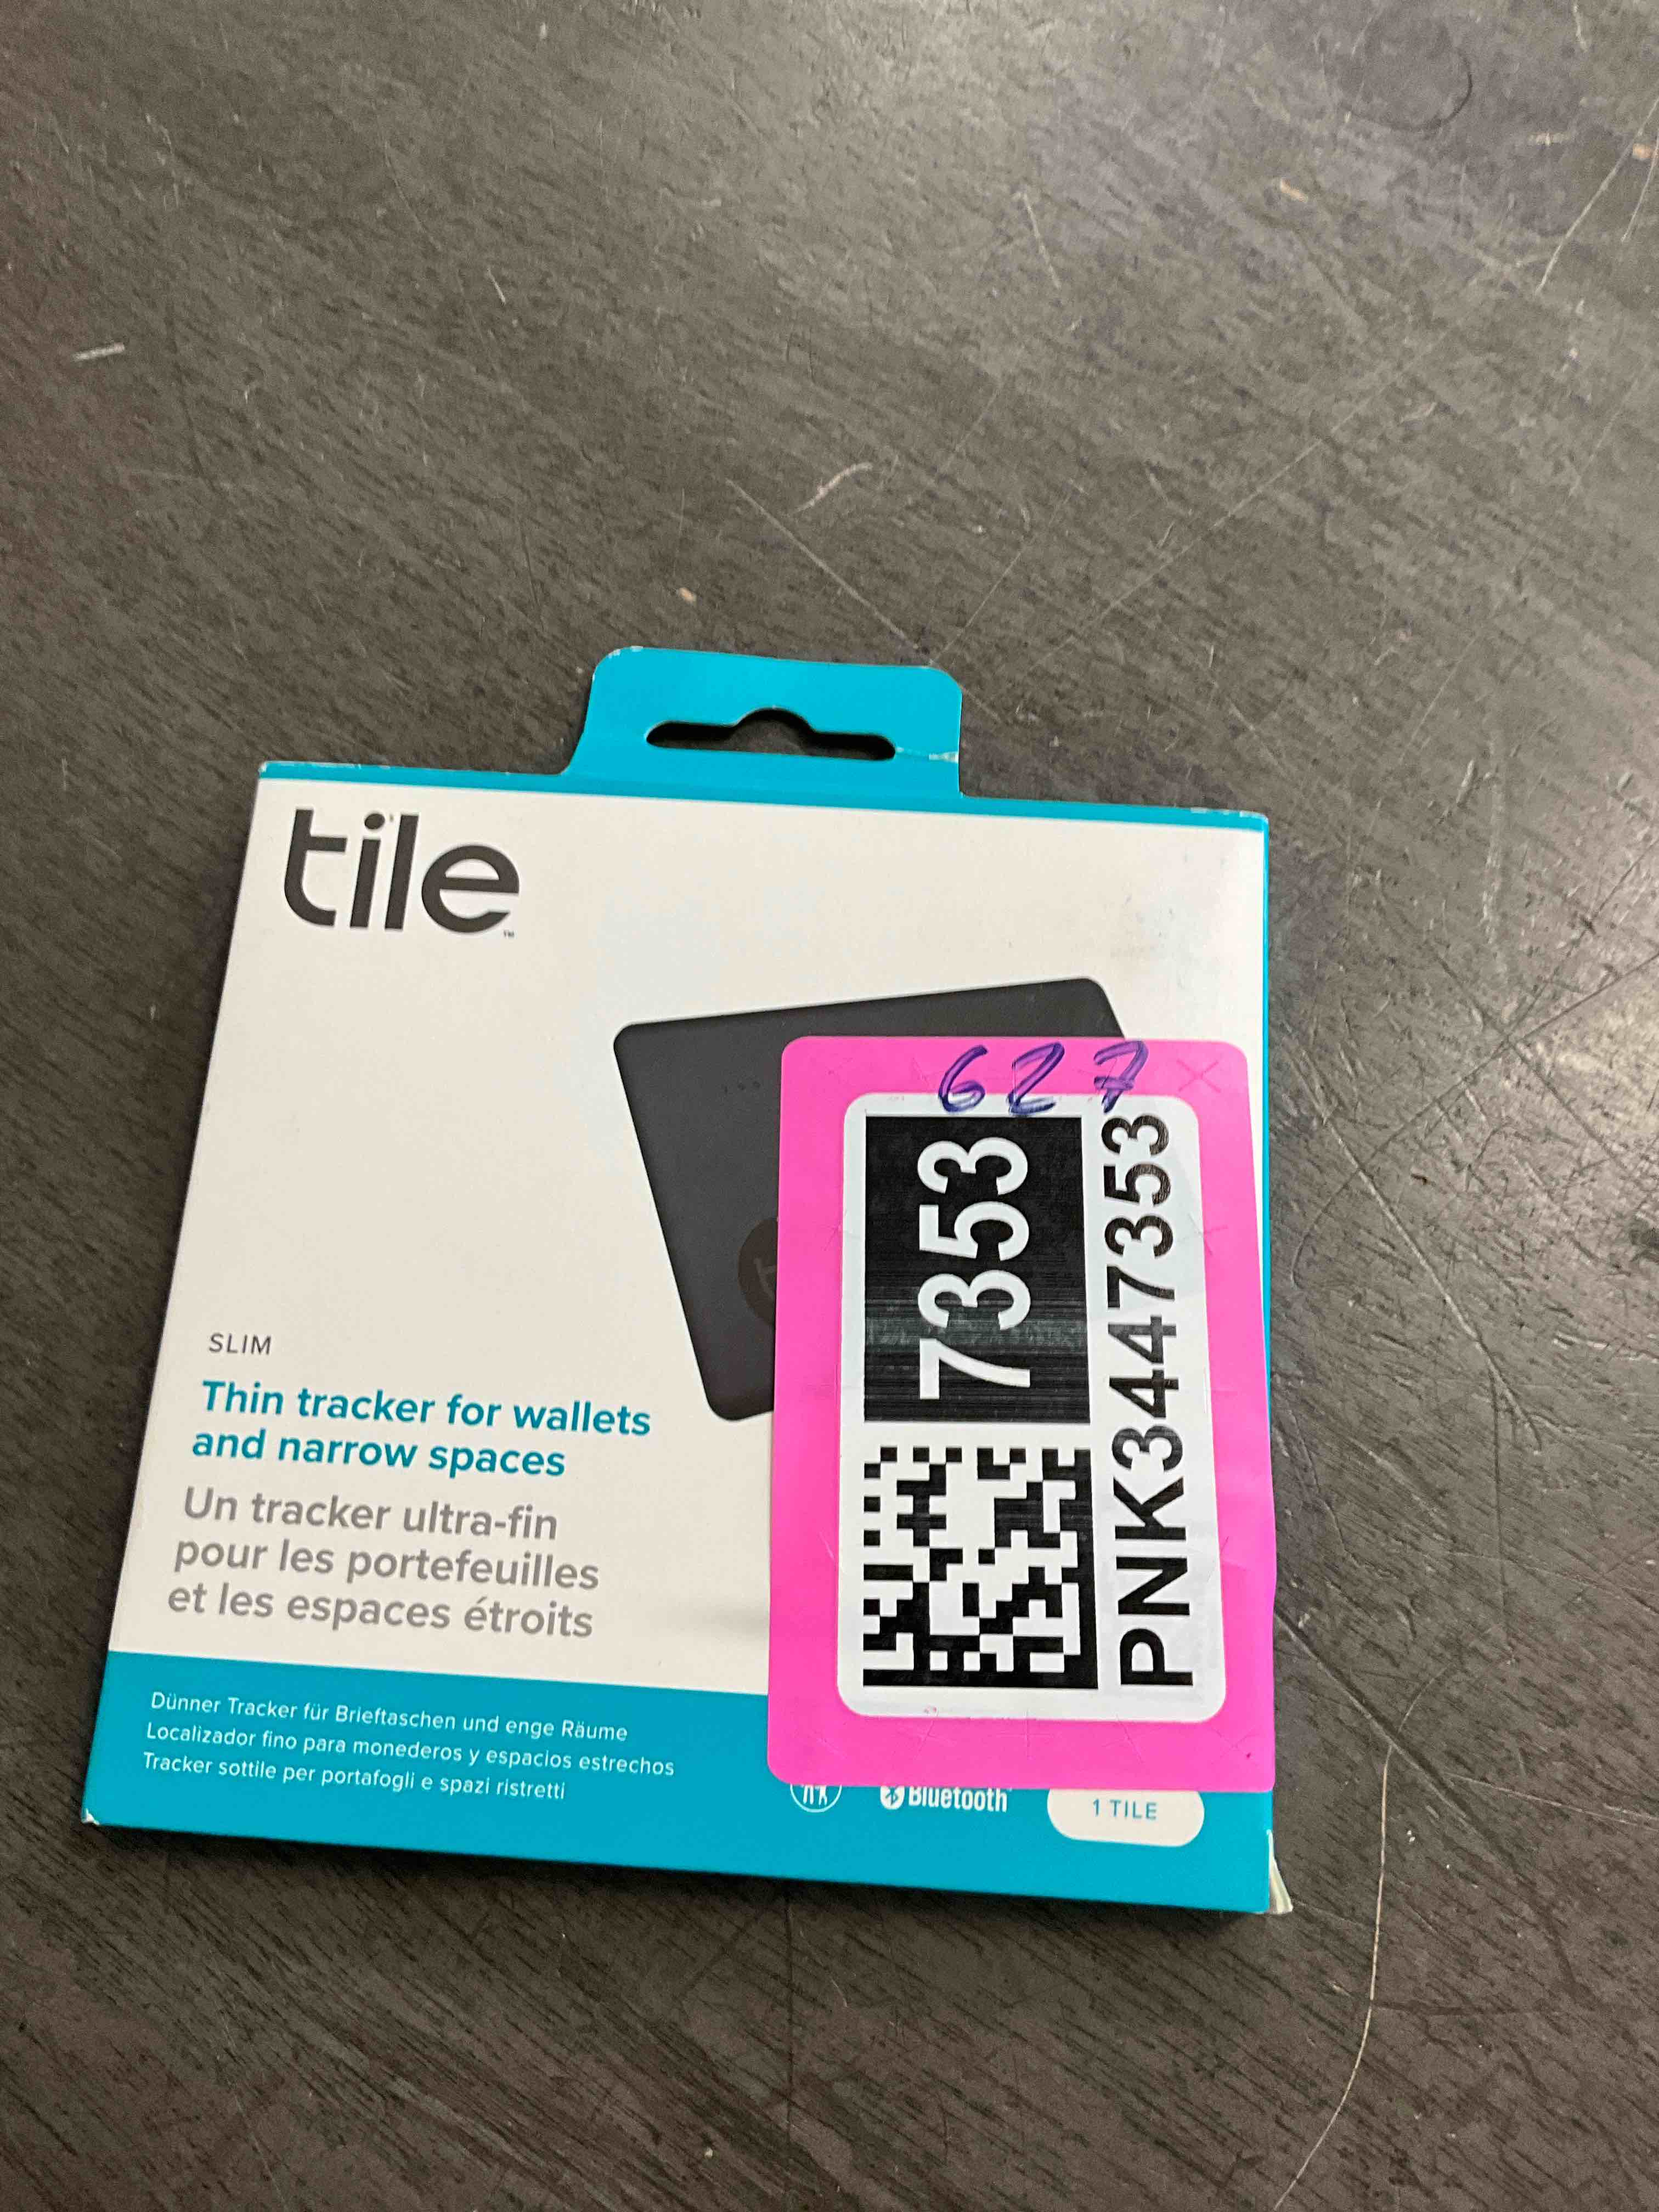 tile
TM
SLIM
Thin tracker for wallets
and narrow spaces
Un tracker ultra-fin
pour les portefeuilles
et les espaces étroits
Dünner Tracker für Brieftaschen und enge Räume
Localizador fino para monederos y espacios estrechos
Tracker sottile per portafogli e spazi ristretti
627
7353
PNK3447353
Bluetooth
1 TILE